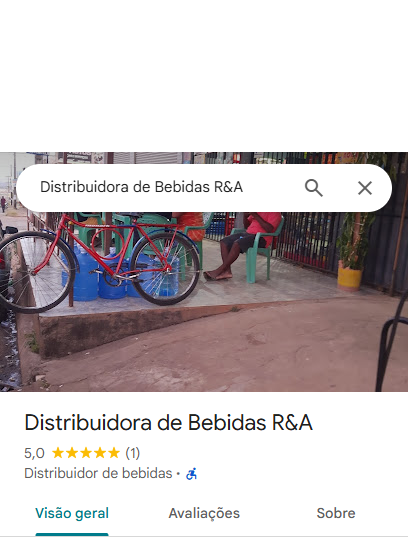 Distribuidora de Bebidas R&A
Distribuidora de Bebidas R&A
5,0 (1)
Distribuidor de bebidas ·
Visão geral
Avaliações
Sobre